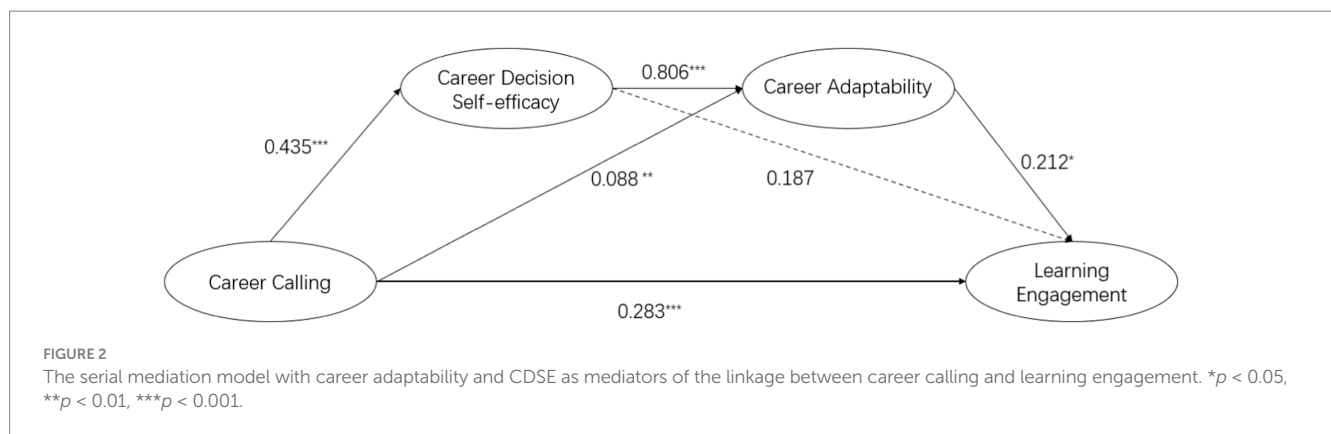 Career Decision
Self-efficacy
0.806***
Career Adaptability
0.435***
0.088 **
0.187
0.212*
Career Calling
Learning
Engagement
0.283***
FIGURE 2
The serial mediation model with career adaptability and CDSE as mediators of the linkage between career calling and learning engagement. *p < 0.05,
**p < 0.01, ***p < 0.001.